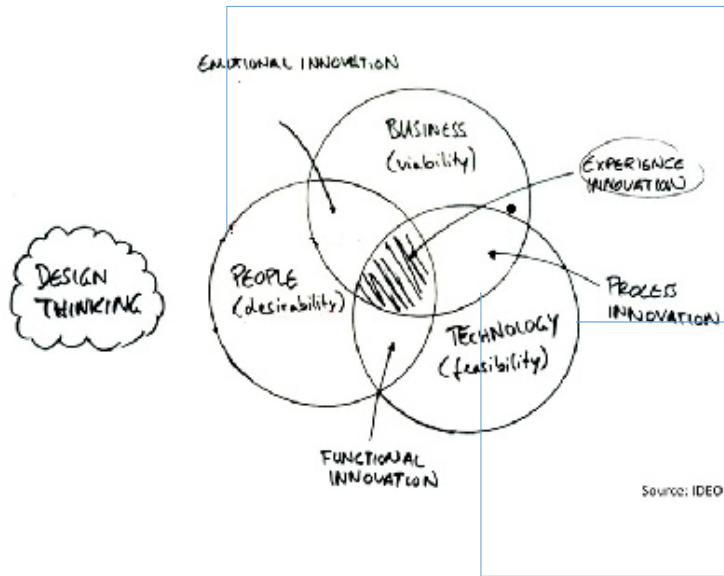 EMOTIONAL INNOVATION
BUSINESS
(viability)
EXPERIENCE
INNOVATION
DESIGN
THINKING
PEOPLE
(desirability)
PROCESS
INNOVATION
TECHNOLOGY
(feasibility)
FUNCTIONAL
INNOVATION
Source: IDEO